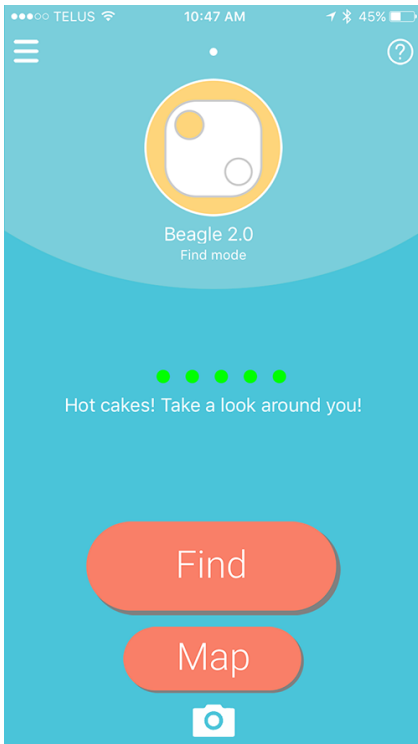 TELUS 10:47 AM 45%
?
Beagle 2.0
Find mode
Hot cakes! Take a look around you!
Find
Map